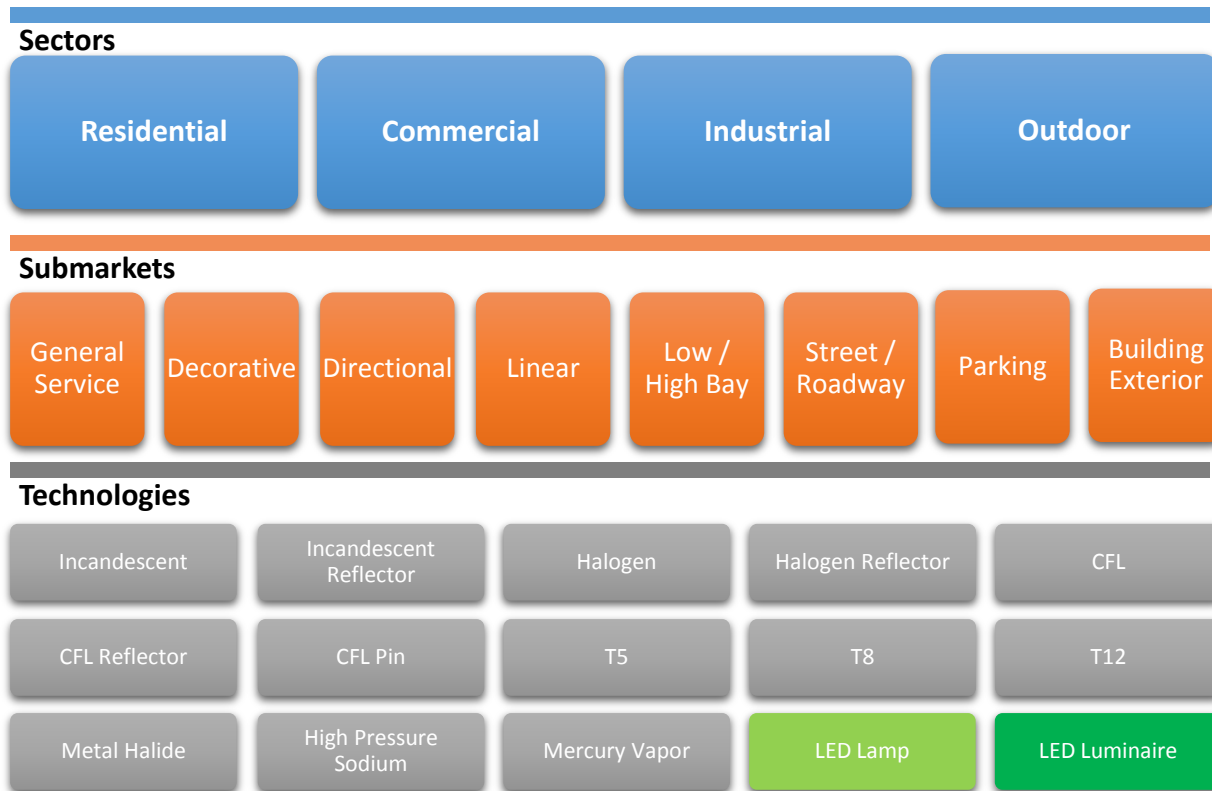 Sectors
Residential
Commercial
Industrial
Outdoor
Submarkets
General
Service
Decorative
Directional
Linear
Low /
High Bay
Street /
Roadway
Parking
Building
Exterior
Technologies
Incandescent
Incandescent
Reflector
Halogen
Halogen Reflector
CFL
CFL Reflector
CFL Pin
T5
T8
T12
Metal Halide
High Pressure
Sodium
Mercury Vapor
LED Lamp
LED Luminaire